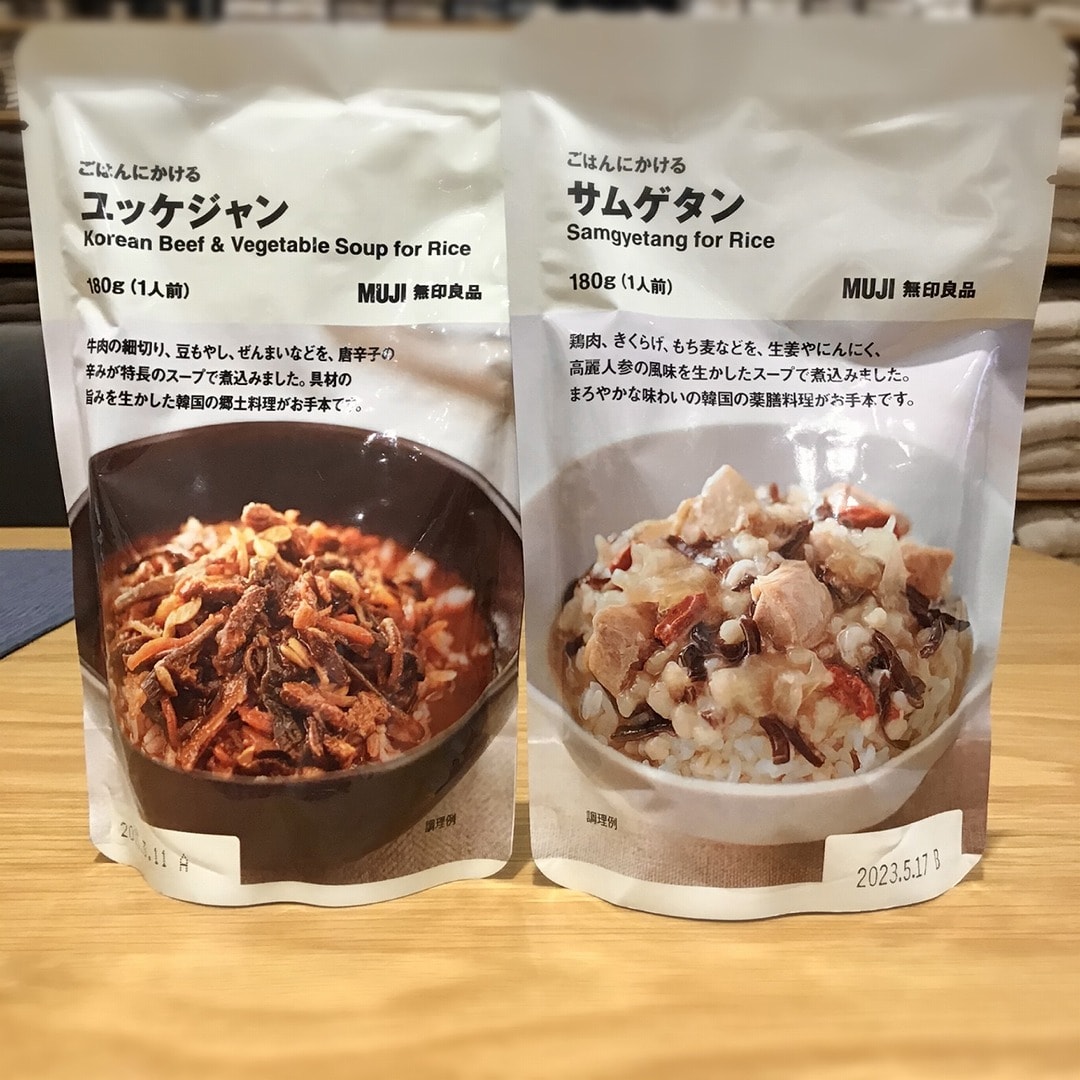 ごはんにかける
ユッケジャン
Korean Beef & Vegetable Soup for Rice
180g(1人前)
MUJI 無印良品
牛肉の細切り、豆もやし、ぜんまいなどを、唐辛子の
辛みが特長のスープで煮込みました。具材の
旨みを生かした韓国の郷土料理がお手本です。
調理例
.11 A
ごはんにかける
サムゲタン
Samgyetang for Rice
180g(1人前)
MUJI 無印良品
鶏肉、きくらげ、もち麦などを、生姜やにんにく、
高麗人参の風味を生かしたスープで煮込みました。
まろやかな味わいの韓国の薬膳料理がお手本です。
調理例
2023.5.17 B